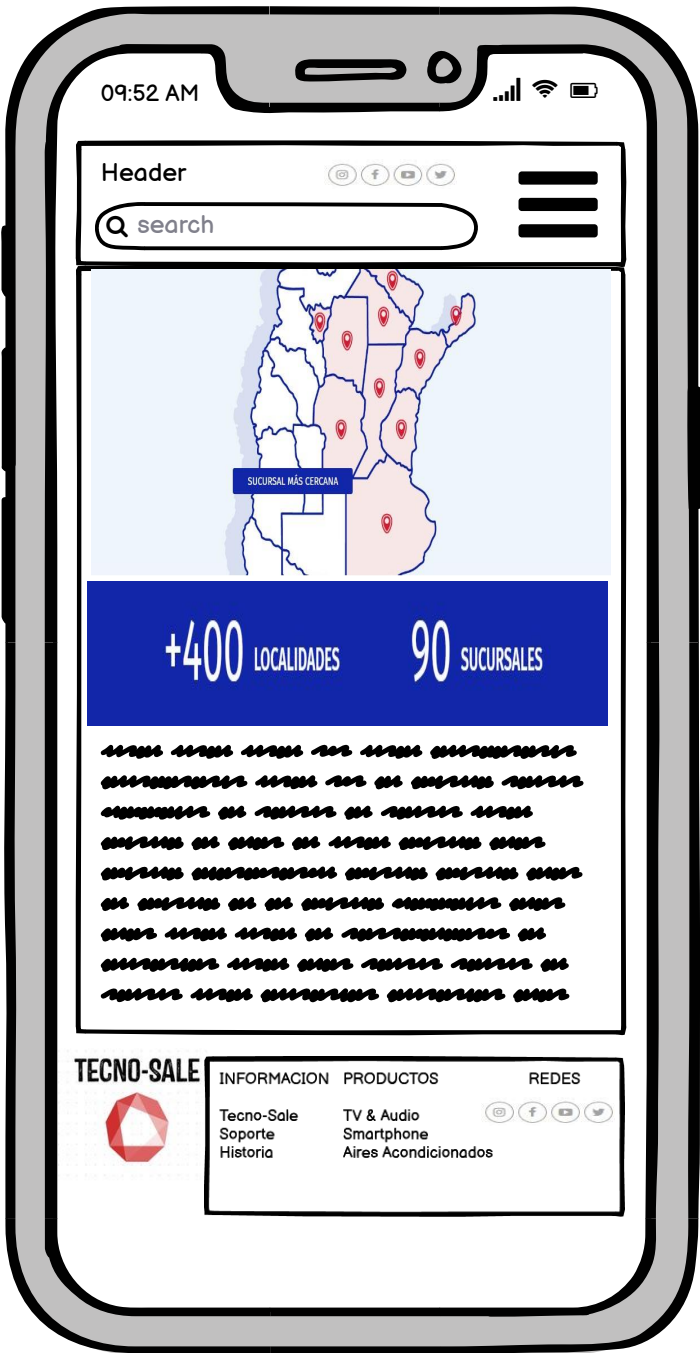 09:52 AM
Header
search
SUCURSAL MÁS CERCANA
+400 LOCALIDADES
90 SUCURSALES
TECNO-SALE
INFORMACION
Tecno-Sale
Soporte
Historia
PRODUCTOS
TV & Audio
Smartphone
Aires Acondicionados
REDES